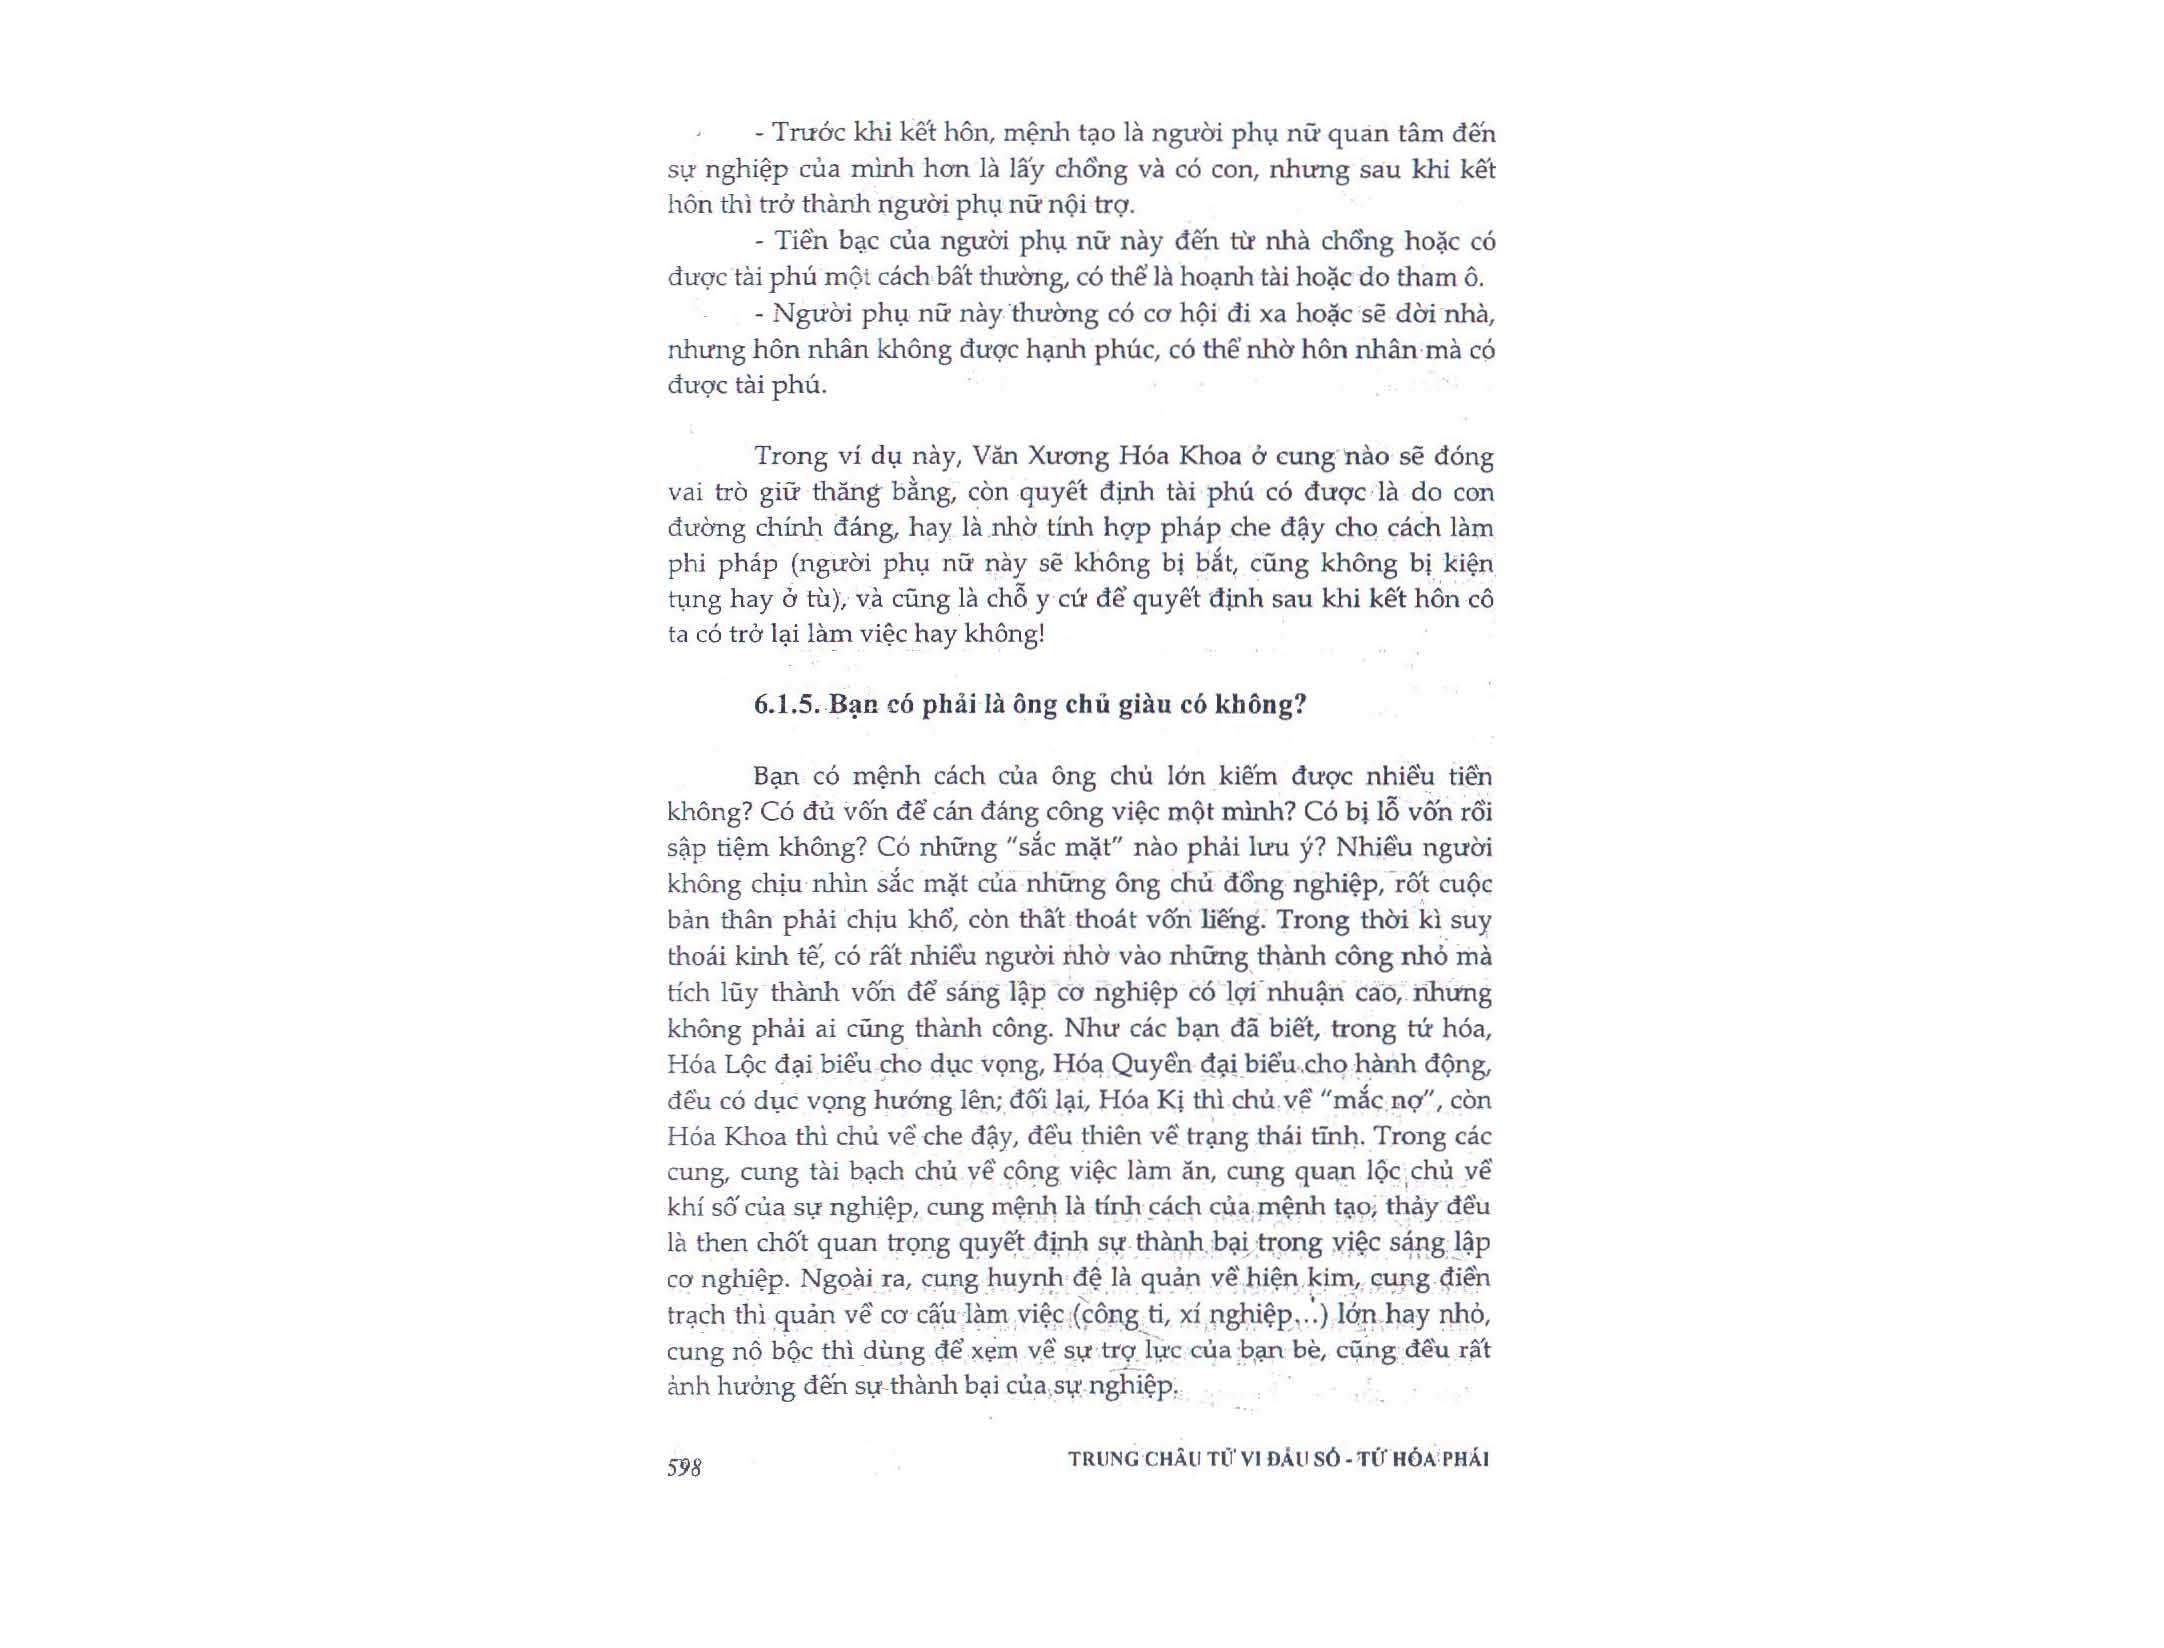 - Trước khi kết hôn, mệnh tạo là người phụ nữ quan tâm đến
sự nghiệp của mình hơn là lấy chồng và có con, nhưng sau khi kết
hôn thì trở thành người phụ nữ nội trợ.
- Tiền bạc của người phụ nữ này đến từ nhà chồng hoặc có
được tài phú một cách bất thường, có thể là hoạnh tài hoặc do tham ô.
- Người phụ nữ này thường có cơ hội đi xa hoặc sẽ dời nhà,
nhưng hôn nhân không được hạnh phúc, có thể nhờ hôn nhân mà có
được tài phú.
Trong ví dụ này, Văn Xương Hóa Khoa ở cung nào sẽ đóng
vai trò giữ thăng bằng, còn quyết định tài phú có được là do con
đường chính đáng, hay là nhờ tính hợp pháp che đậy cho cách làm
phi pháp (người phụ nữ này sẽ không bị bắt, cũng không bị kiện
tụng hay ở tù), và cũng là chỗ y cứ để quyết định sau khi kết hôn cô
ta có trở lại làm việc hay không!
6.1.5. Bạn có phải là ông chủ giàu có không?
Bạn có mệnh cách của ông chủ lớn kiếm được nhiều tiền
không? Có đủ vốn để cán đáng công việc một mình? Có bị lỗ vốn rồi
sập tiệm không? Có những "sắc mặt" nào phải lưu ý? Nhiều người
không chịu nhìn sắc mặt của những ông chủ đồng nghiệp, rốt cuộc
bản thân phải chịu khổ, còn thất thoát vốn liếng. Trong thời kì suy
thoái kinh tế, có rất nhiều người nhờ vào những thành công nhỏ mà
tích lũy thành vốn để sáng lập cơ nghiệp có lợi nhuận cao, nhưng
không phải ai cũng thành công. Như các bạn đã biết, trong tứ hóa,
Hóa Lộc đại biểu cho dục vọng, Hóa Quyền đại biểu cho hành động,
đều có dục vọng hướng lên; đối lại, Hóa Kị thì chủ về "mắc nợ", còn
Hóa Khoa thì chủ về che đậy, đều thiên về trạng thái tĩnh. Trong các
cung, cung tài bạch chủ về công việc làm ăn, cung quan lộc chủ về
khí số của sự nghiệp, cung mệnh là tính cách của mệnh tạo, thảy đều
là then chốt quan trọng quyết định sự thành bại trong việc sáng lập
cơ nghiệp. Ngoài ra, cung huynh đệ là quản về hiện kim, cung điền
trạch thì quản về cơ cấu làm việc (công ti, xí nghiệp...) lớn hay nhỏ,
cung nô bộc thì dùng để xem về sự trợ lực của bạn bè, cũng đều rất
ảnh hưởng đến sự thành bại của sự nghiệp.
598
TRUNG CHÂU TỬ VI ĐẨU SỐ - TỨ HÓA PHÁI